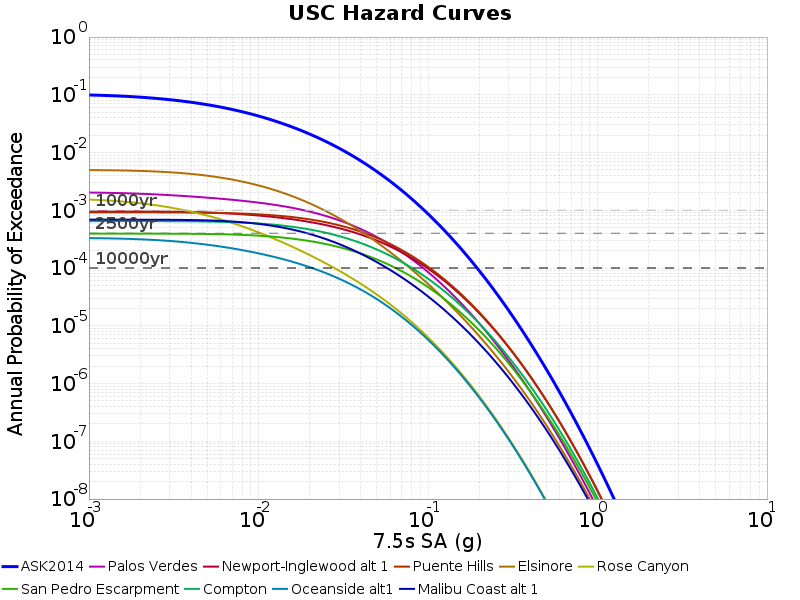 USC Hazard Curves
Annual Probability of Exceedance
10^0
10^-1
10^-2
10^-3
10^-4
10^-5
10^-6
10^-7
10^-8
1000yr
2500yr
10000yr
10^-3 10^-2 10^-1 10^0 10^1
7.5s SA (g)
ASK2014 Palos Verdes Newport-Inglewood alt 1 Puente Hills Elsinore Rose Canyon
San Pedro Escarpment Compton Oceanside alt1 Malibu Coast alt 1